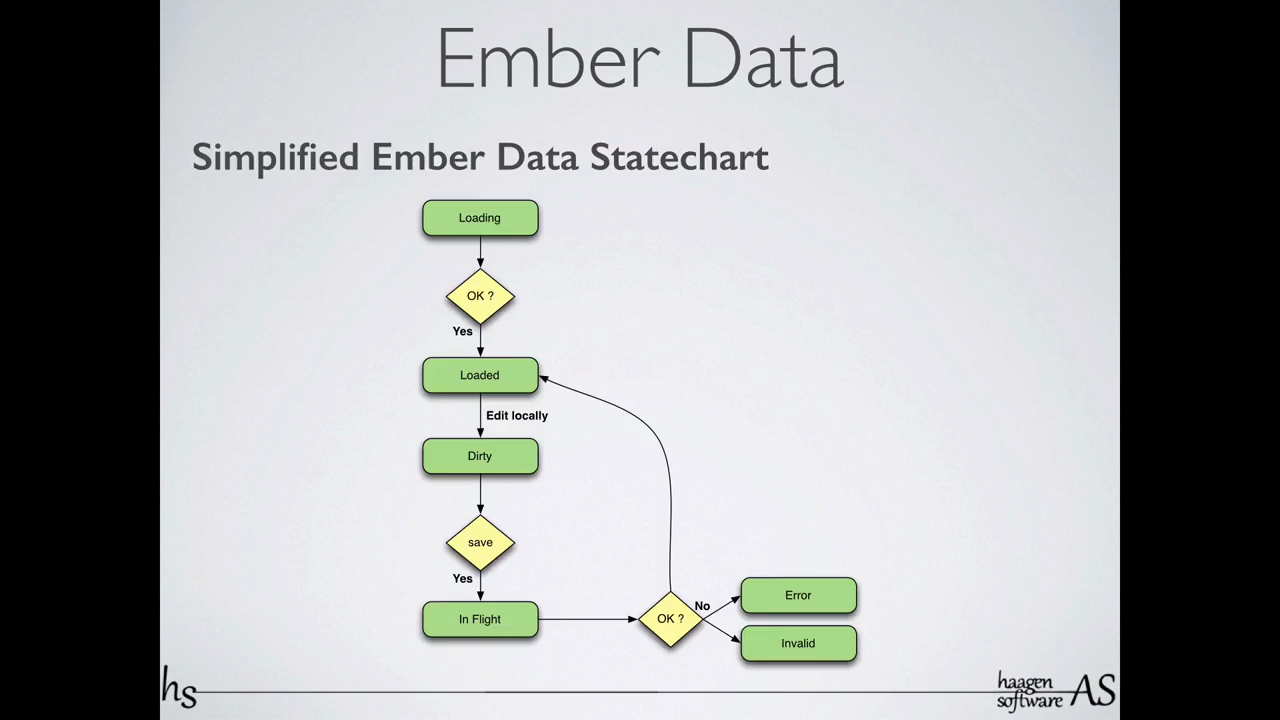 Ember Data
Simplified Ember Data Statechart
Loading
OK ?
Yes
Loaded
Edit locally
Dirty
save
Yes
In Flight
OK ?
No
Error
Invalid
hs
haagen
software AS